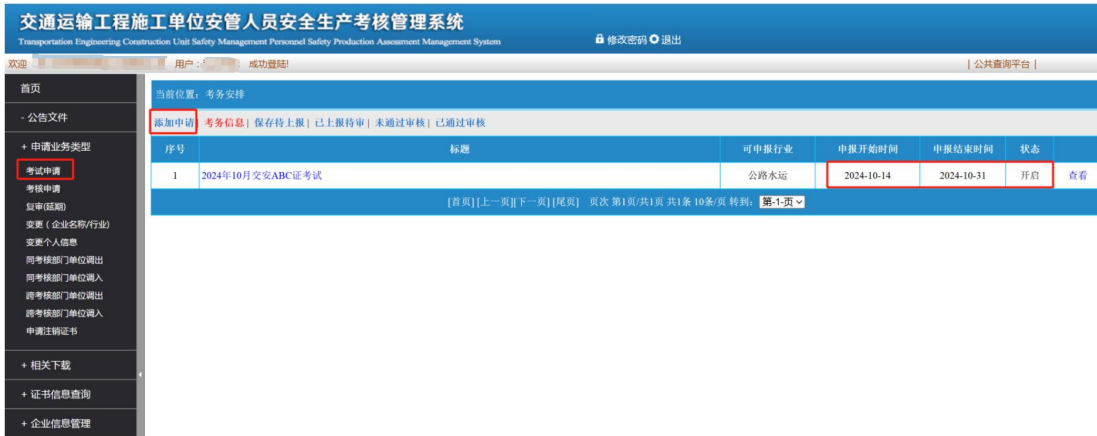 交通运输工程施工单位安管人员安全生产考核管理系统
Transportation Engineering Construction Unit Safety Management Personnel Safety Production Assessment Management System
修改密码 退出
欢迎 用户: 成功登陆!
| 公共查询平台 |
首页
- 公告文件
+ 申请业务类型
考试申请
考核申请
复审(延期)
变更(企业名称/行业)
变更个人信息
同考核部门单位调出
同考核部门单位调入
跨考核部门单位调出
跨考核部门单位调入
申请注销证书
+ 相关下载
+ 证书信息查询
+ 企业信息管理
当前位置：考务安排
添加申请| 考务信息| 保存待上报| 已上报待审| 未通过审核| 已通过审核
序号 标题 可申报行业 申报开始时间 申报结束时间 状态
1 2024年10月交安ABC证考试 公路水运 2024-10-14 2024-10-31 开启 查看
[首页] [上一页][下一页] [尾页] 页次 第1页/共1页 共1条 10条/页 转到： 第-1-页